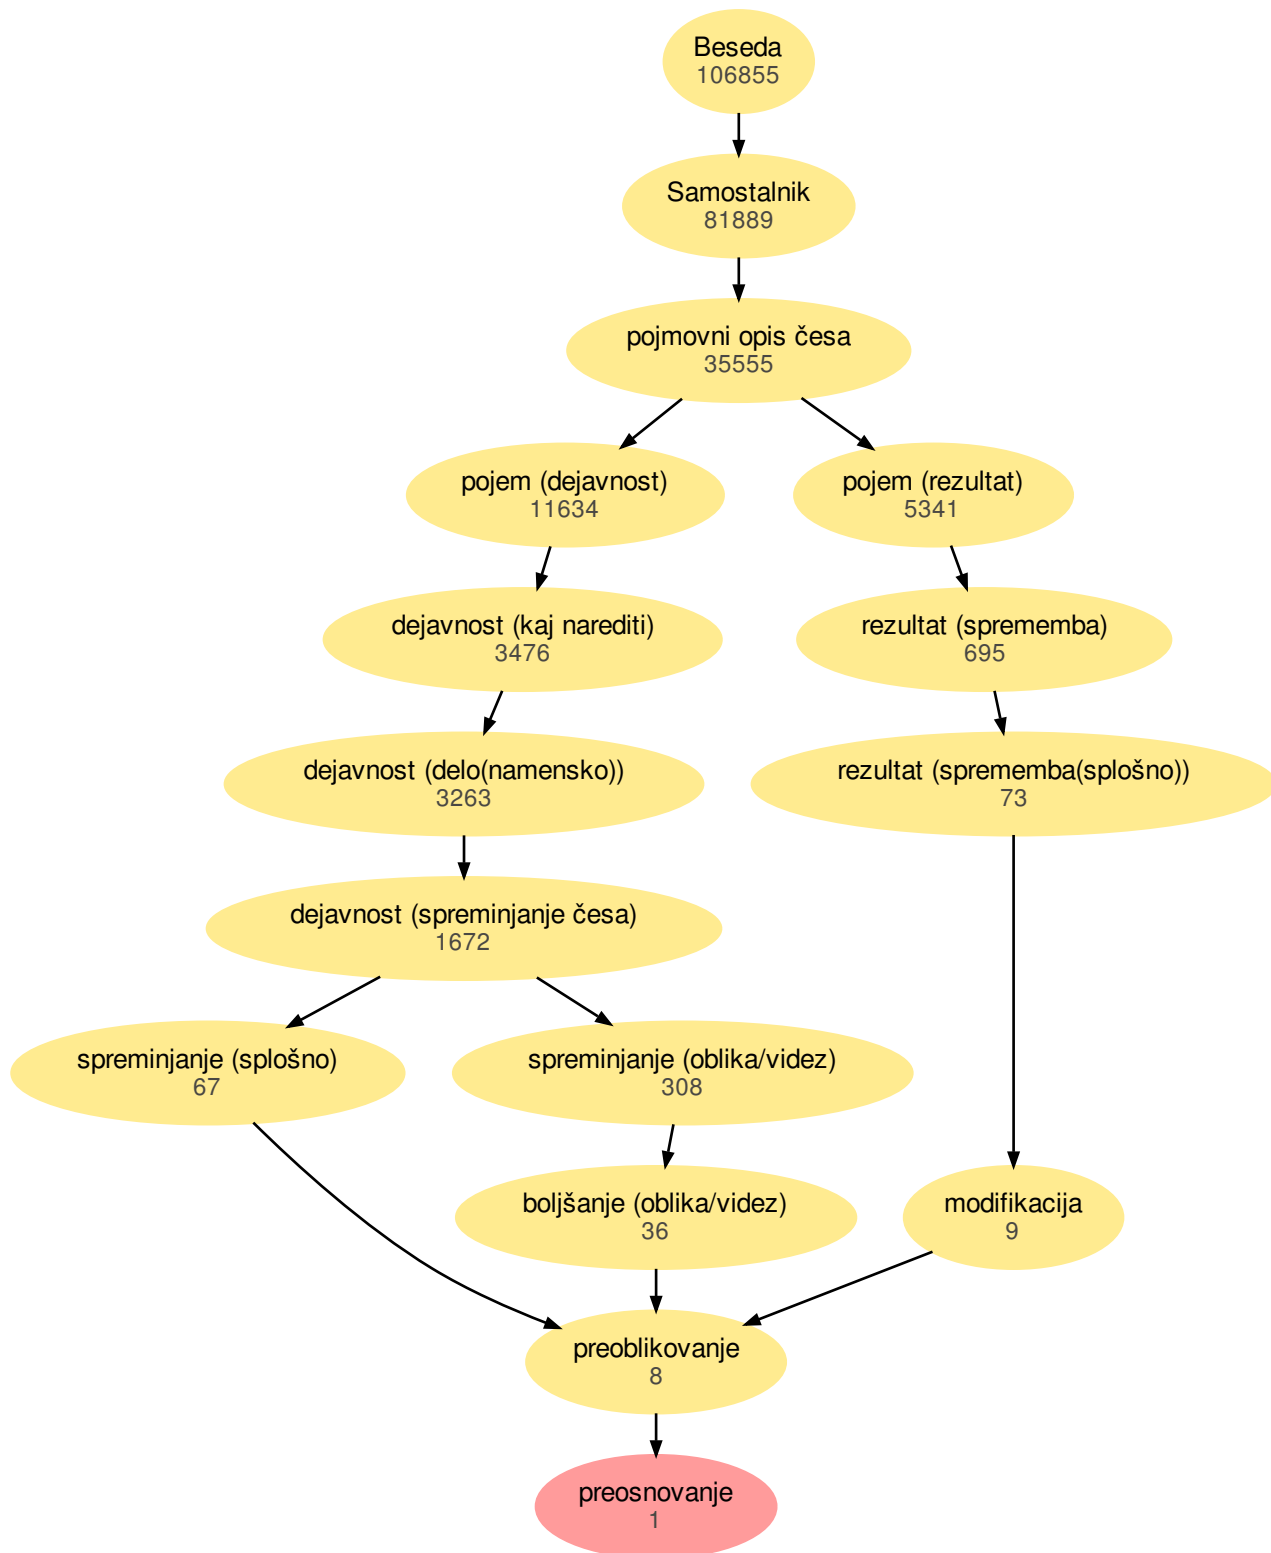 Beseda
106855
Samostalnik
81889
pojmovni opis česa
35555
pojem (dejavnost)
11634
pojem (rezultat)
5341
dejavnost (kaj narediti)
3476
rezultat (sprememba)
695
dejavnost (delo(namensko))
3263
rezultat (sprememba(splošno))
73
dejavnost (spreminjanje česa)
1672
spreminjanje (splošno)
67
spreminjanje (oblika/videz)
308
boljšanje (oblika/videz)
36
modifikacija
9
preoblikovanje
8
preosnovanje
1